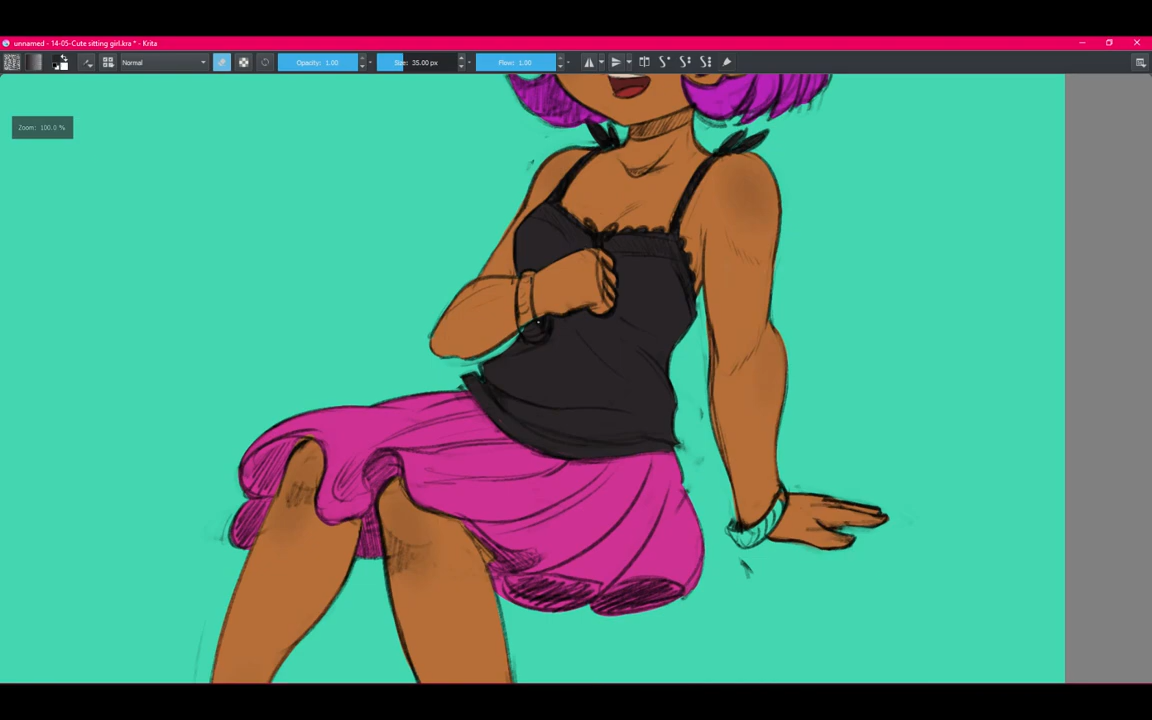 unnamed - 14-05-Cute sitting girl.kra * - Krita
Normal
Opacity: 1.00
Size: 35.00 px
Flow: 1.00
Zoom: 100.0 %